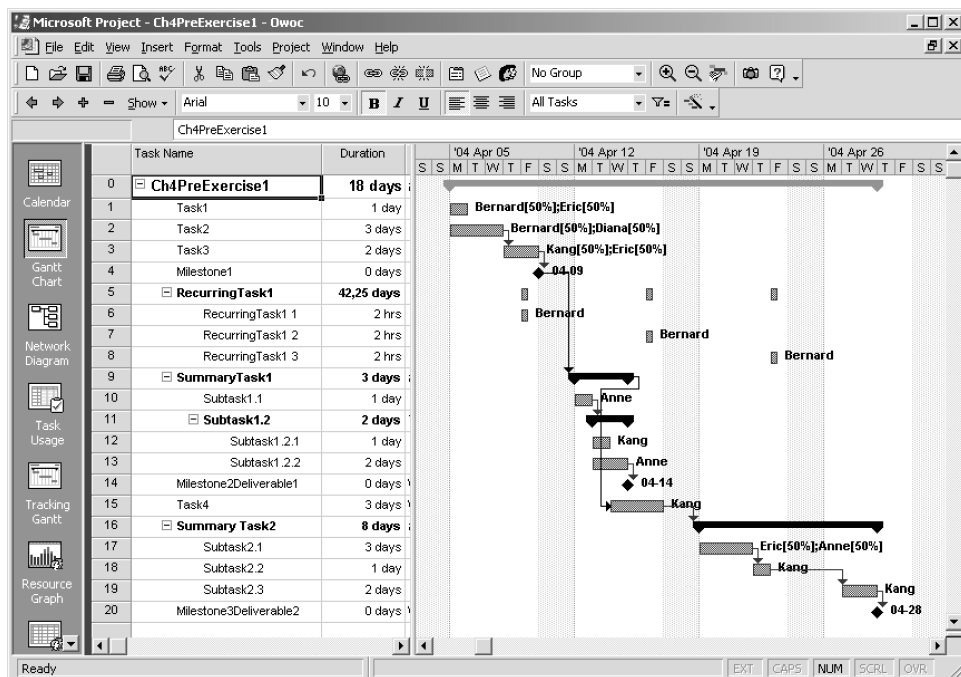 Microsoft Project - Ch4PreExercise1 - Owoc
File Edit View Insert Format Tools Project Window Help
No Group
Show Arial 10 B I U All Tasks
Ch4PreExercise1
Task Name Duration '04 Apr 05 '04 Apr 12 '04 Apr 19 '04 Apr 26
S S M T W T F S S M T W T F S S M T W T F S S M T W T F S S
0 Ch4PreExercise1 18 days
1 Task1 1 day Bernard[50%];Eric[50%]
2 Task2 3 days Bernard[50%];Diana[50%]
3 Task3 2 days Kang[50%];Eric[50%]
4 Milestone1 0 days 04-09
5 RecurringTask1 42,25 days
6 RecurringTask1 1 2 hrs Bernard
7 RecurringTask1 2 2 hrs Bernard
8 RecurringTask1 3 2 hrs Bernard
9 SummaryTask1 3 days
10 Subtask1.1 1 day Anne
11 Subtask1.2 2 days
12 Subtask1.2.1 1 day Kang
13 Subtask1.2.2 2 days Anne
14 Milestone2Deliverable1 0 days 04-14
15 Task4 3 days Kang
16 Summary Task2 8 days
17 Subtask2.1 3 days Eric[50%];Anne[50%]
18 Subtask2.2 1 day Kang
19 Subtask2.3 2 days Kang
20 Milestone3Deliverable2 0 days 04-28
Calendar
Gantt
Chart
Network
Diagram
Task
Usage
Tracking
Gantt
Resource
Graph
Ready EXT CAPS NUM SCRL OVR